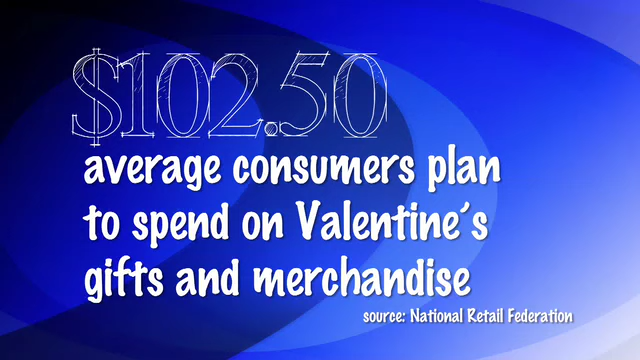 $102.50
average consumers plan
to spend on Valentine's
gifts and merchandise
source: National Retail Federation